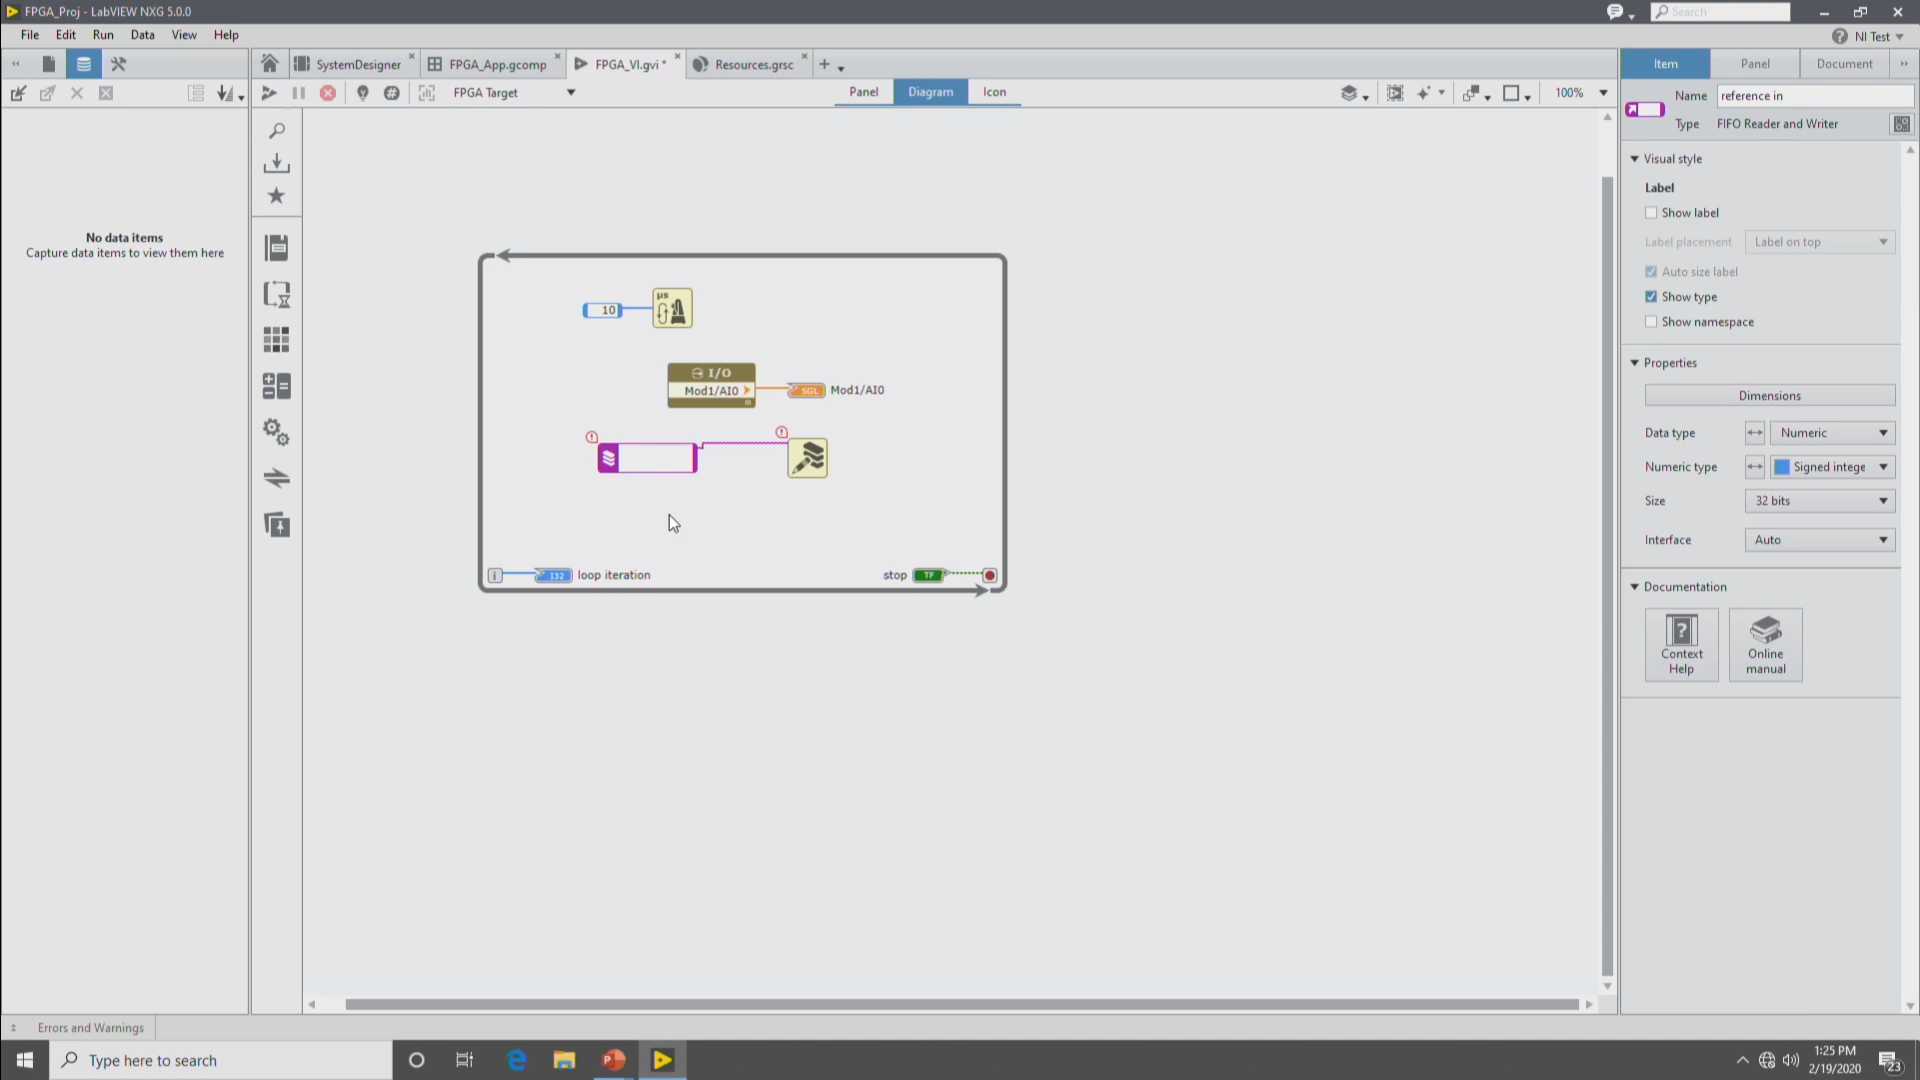 FPGA_Proj - LabVIEW NXG 5.0.0
Search
File Edit Run Data View Help
NI Test
SystemDesigner
FPGA_App.gcomp
FPGA_VI.gvi *
Resources.grsc
Item Panel Document
FPGA Target
Panel Diagram Icon
100%
Name reference in
Type FIFO Reader and Writer
No data items
Capture data items to view them here
Visual style
Label
Show label
Label placement Label on top
Auto size label
Show type
Show namespace
Properties
Dimensions
Data type Numeric
Numeric type Signed intege
Size 32 bits
Interface Auto
Documentation
Context Help
Online manual
10
µs
I/O
Mod1/AI0
SGL
Mod1/AI0
i
I32
loop iteration
stop
TF
Errors and Warnings
Type here to search
1:25 PM
2/19/2020
23